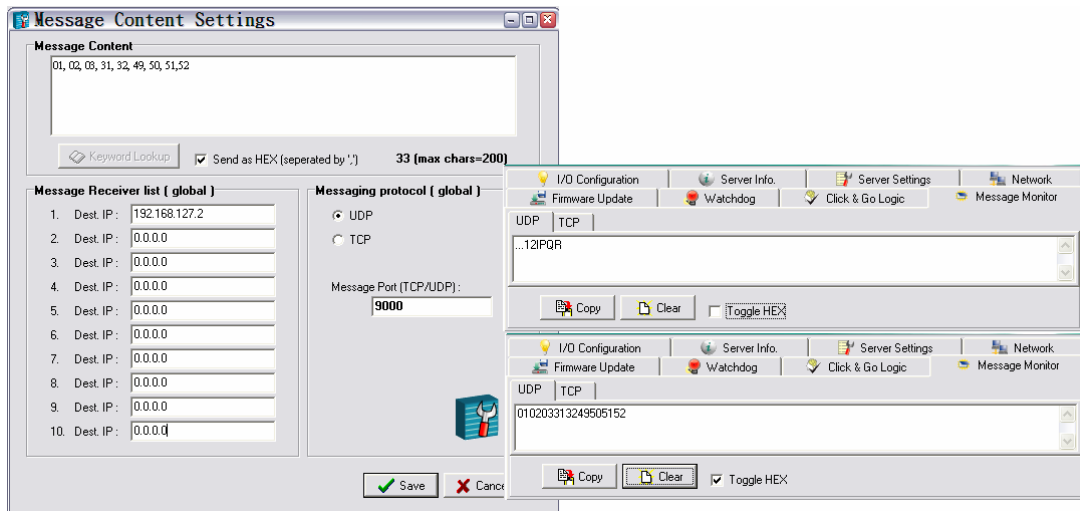 Message Content Settings
Message Content
01, 02, 03, 31, 32, 49, 50, 51,52
Keyword Lookup
Send as HEX (seperated by ',')
33 (max chars=200)
Message Receiver list ( global )
1. Dest. IP : 192.168.127.2
2. Dest. IP : 0.0.0.0
3. Dest. IP : 0.0.0.0
4. Dest. IP : 0.0.0.0
5. Dest. IP : 0.0.0.0
6. Dest. IP : 0.0.0.0
7. Dest. IP : 0.0.0.0
8. Dest. IP : 0.0.0.0
9. Dest. IP : 0.0.0.0
10. Dest. IP : 0.0.0.0
Messaging protocol ( global )
UDP
TCP
Message Port (TCP/UDP) :
9000
Save
Cance
I/O Configuration Server Info. Server Settings Network
Firmware Update Watchdog Click & Go Logic Message Monitor
UDP TCP
...12IPQR
Copy Clear Toggle HEX
I/O Configuration Server Info. Server Settings Network
Firmware Update Watchdog Click & Go Logic Message Monitor
UDP TCP
010203313249505152
Copy Clear Toggle HEX